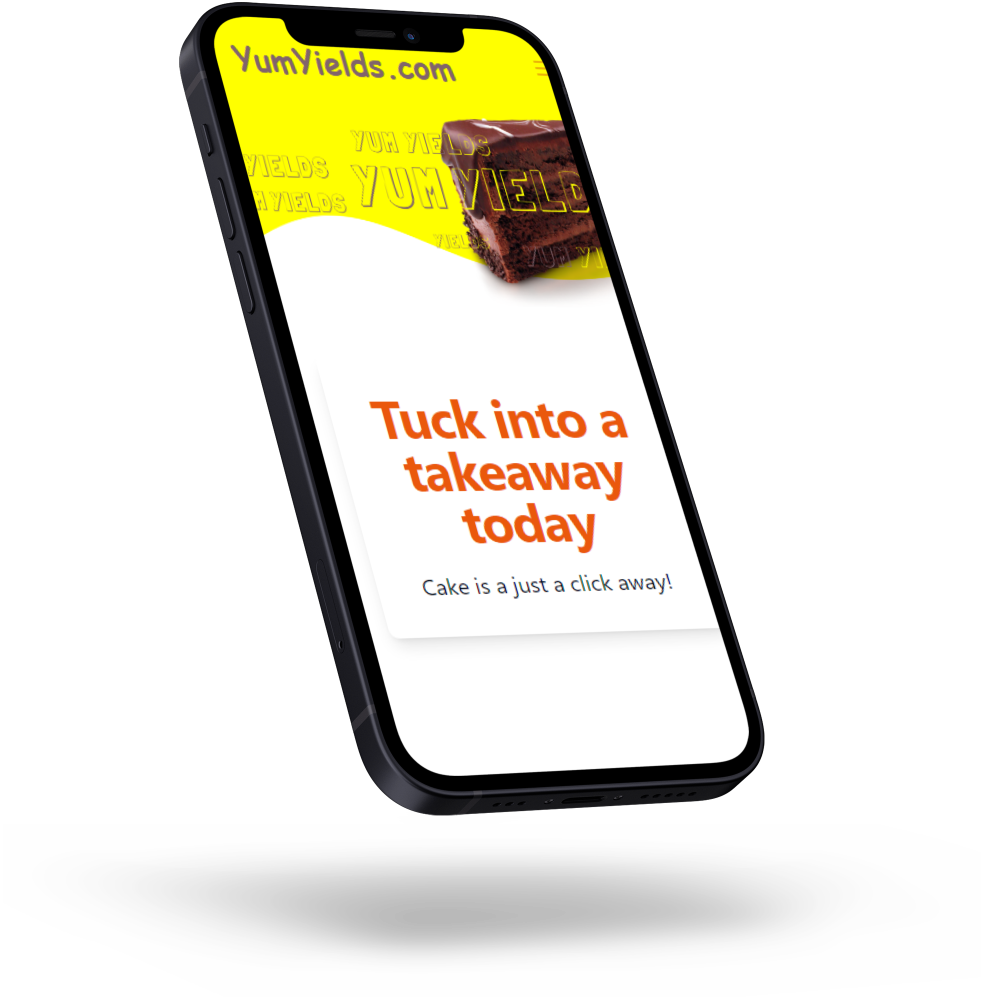 YumYields.com
YUM YIELDS
YIELDS
YUM YIELDS
YIELDS
YIELDS
YUM YI
Tuck into a
takeaway
today
Cake is a just a click away!